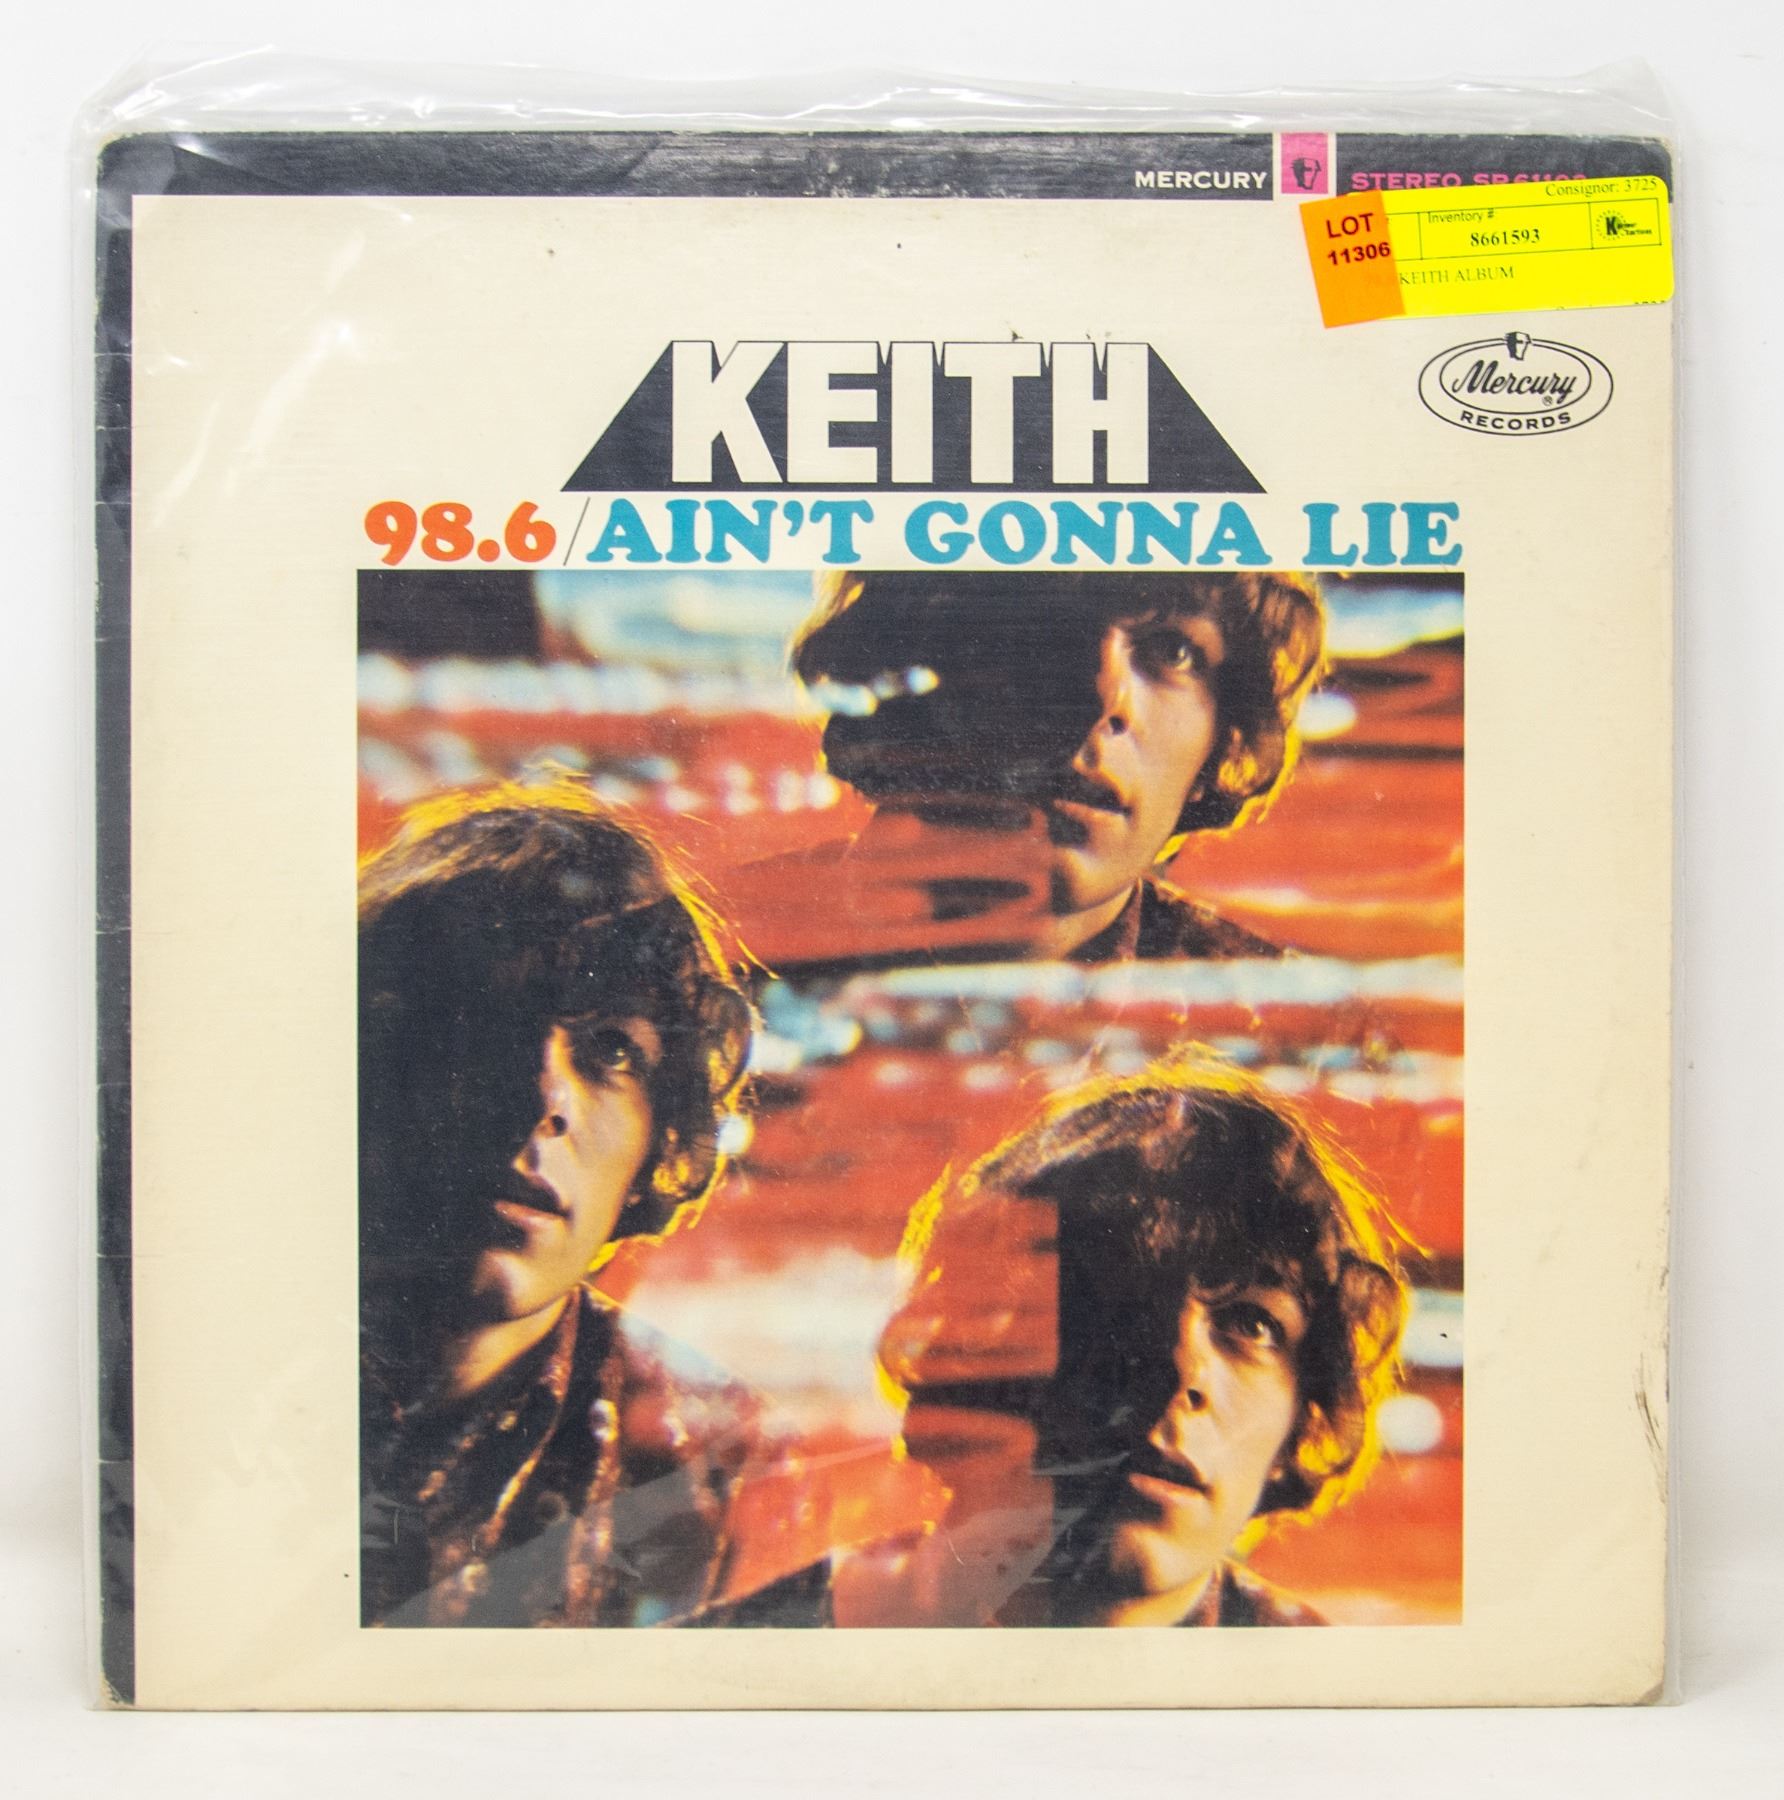 MERCURY
STEREO
Consignor: 3725
LOT
11306
Inventory #
8661593
KEITH ALBUM
KEITH
Mercury
®
RECORDS
98.6/AIN'T GONNA LIE